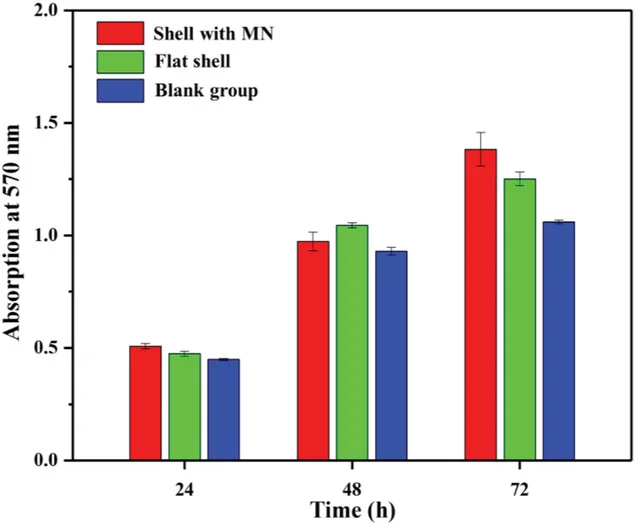 2.0
Shell with MN
Flat shell
Blank group
1.5
1.0
0.5
0.0
Absorption at 570 nm
24 48 72
Time (h)